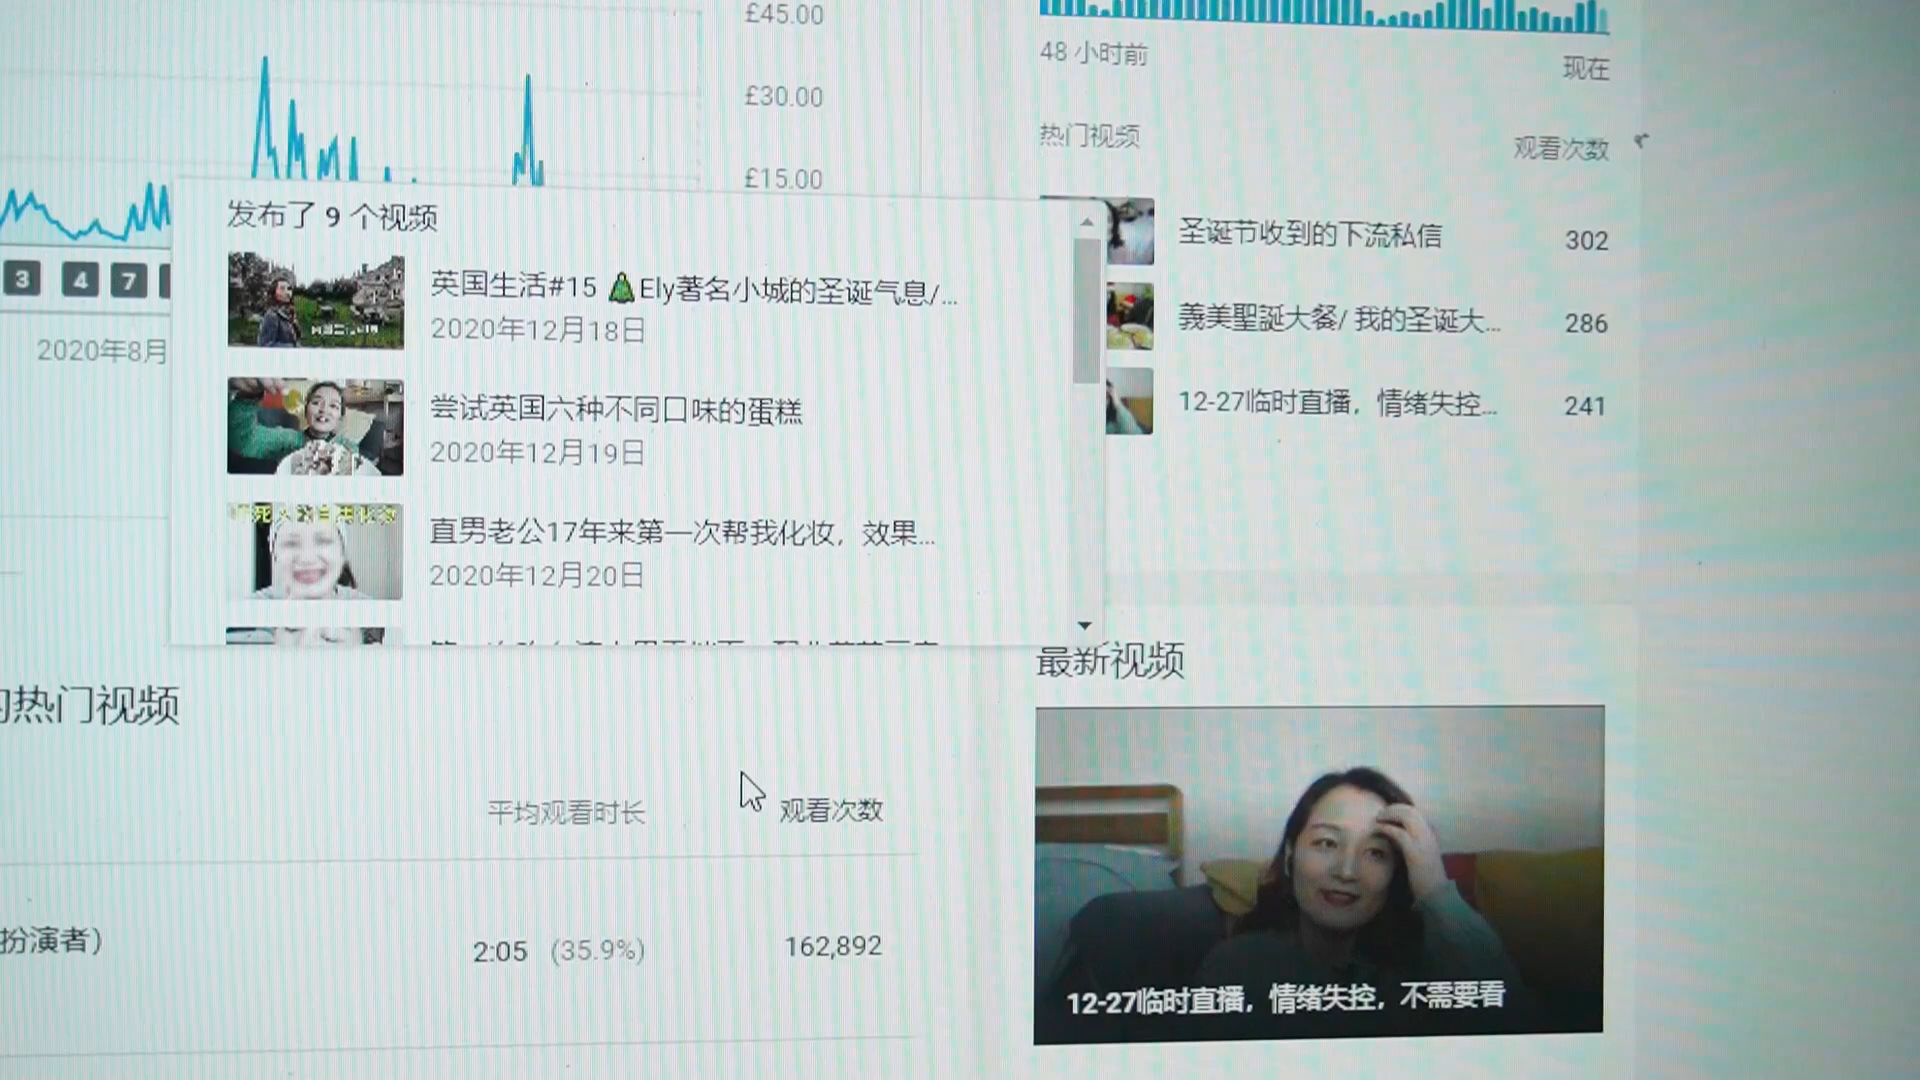 £45.00
£30.00
£15.00
3
4
7
2020年8月
发布了 9 个视频
英国生活#15 🎄Ely著名小城的圣诞气息/...
2020年12月18日
尝试英国六种不同口味的蛋糕
2020年12月19日
直男老公17年来第一次帮我化妆，效果...
2020年12月20日
48 小时前
现在
热门视频
观看次数
圣诞节收到的下流私信
302
義美聖誕大餐/ 我的圣诞大...
286
12-27临时直播，情绪失控...
241
的热门视频
平均观看时长
观看次数
扮演者）
2:05 (35.9%)
162,892
最新视频
12-27临时直播，情绪失控，不需要看